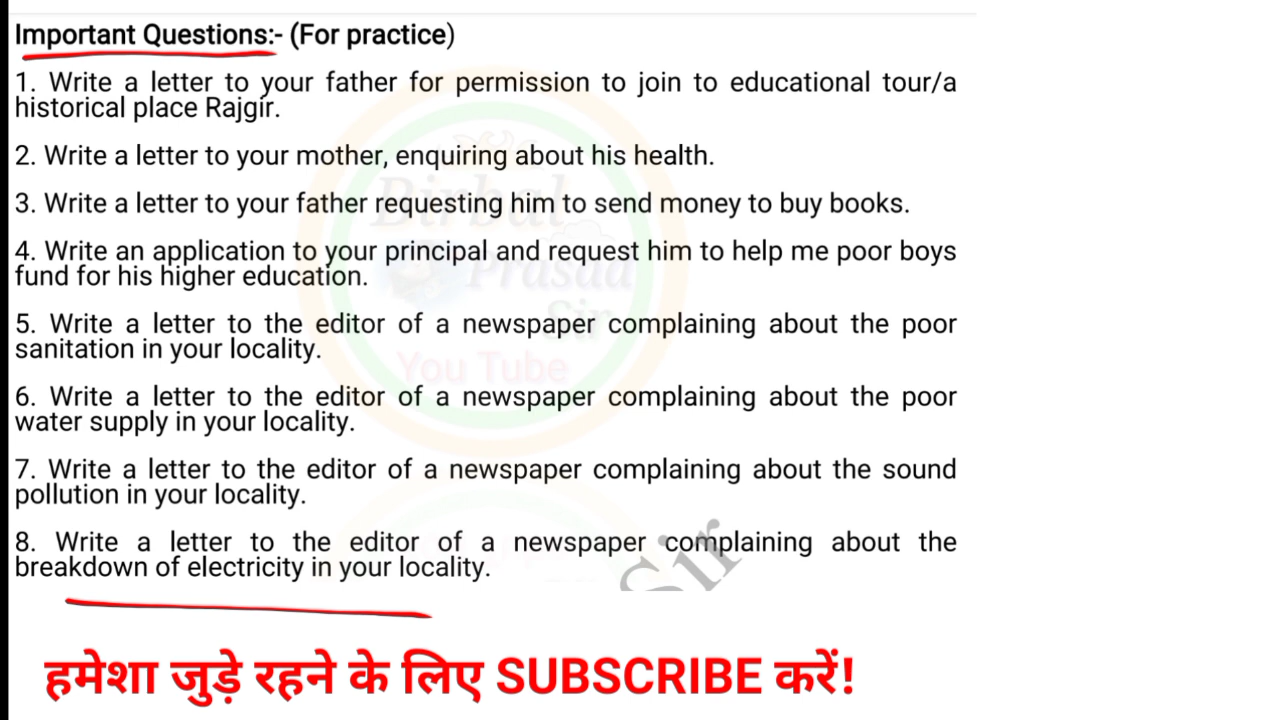 Important Questions:- (For practice)
1. Write a letter to your father for permission to join to educational tour/a
historical place Rajgir.
2. Write a letter to your mother, enquiring about his health.
3. Write a letter to your father requesting him to send money to buy books.
4. Write an application to your principal and request him to help me poor boys
fund for his higher education.
5. Write a letter to the editor of a newspaper complaining about the poor
sanitation in your locality.
6. Write a letter to the editor of a newspaper complaining about the poor
water supply in your locality.
7. Write a letter to the editor of a newspaper complaining about the sound
pollution in your locality.
8. Write a letter to the editor of a newspaper complaining about the
breakdown of electricity in your locality.
Birbal
Prasad
Sir
You Tube
Sir
हमेशा जुड़े रहने के लिए SUBSCRIBE करें!